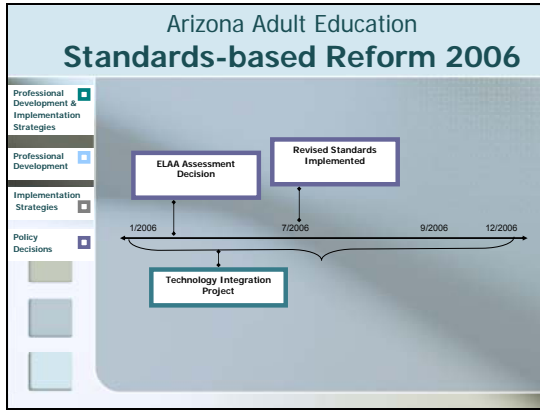 Arizona Adult Education
Standards-based Reform 2006
Professional
Development &
Implementation
Strategies
Professional
Development
Implementation
Strategies
Policy
Decisions
ELAA Assessment
Decision
Revised Standards
Implemented
1/2006
7/2006
9/2006
12/2006
Technology Integration
Project